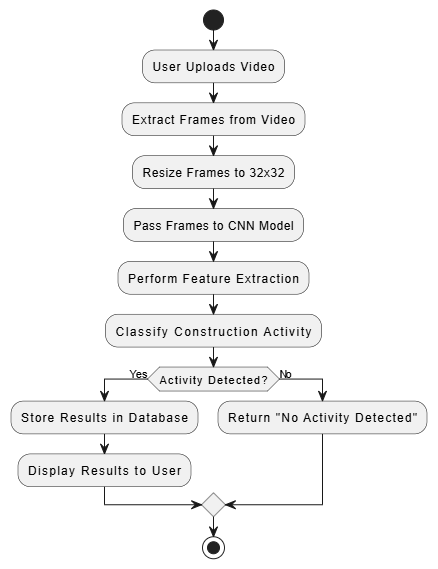 User Uploads Video
Extract Frames from Video
Resize Frames to 32x32
Pass Frames to CNN Model
Perform Feature Extraction
Classify Construction Activity
Yes
Activity Detected?
No
Store Results in Database
Return "No Activity Detected"
Display Results to User